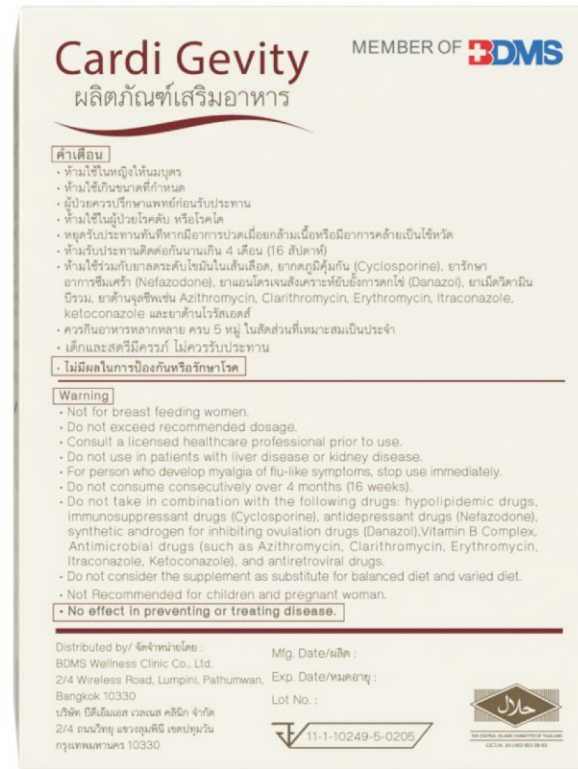 Cardi Gevity
MEMBER OF BDMS
ผลิตภัณฑ์เสริมอาหาร
คำเตือน
• ห้ามใช้ในหญิงให้นมบุตร
• ห้ามใช้เกินขนาดที่กำหนด
• ผู้ป่วยควรปรึกษาแพทย์ก่อนรับประทาน
• ห้ามใช้ในผู้ป่วยโรคตับ หรือโรคไต
• หยุดรับประทานทันทีหากมีอาการปวดเมื่อยกล้ามเนื้อหรือมีอาการคล้ายเป็นไข้หวัด
• ห้ามรับประทานติดต่อกันนานเกิน 4 เดือน (16 สัปดาห์)
• ห้ามใช้ร่วมกับยาลดระดับไขมันในเส้นเลือด, ยากดภูมิคุ้มกัน (Cyclosporine), ยารักษา
อาการซึมเศร้า (Nefazodone), ยาแอนโดรเจนสังเคราะห์ยับยั้งการตกไข่ (Danazol), ยาเม็ดวิตามิน
บีรวม, ยาต้านจุลชีพเช่น Azithromycin, Clarithromycin, Erythromycin, Itraconazole,
ketoconazole และยาต้านไวรัสเอดส์
• ควรกินอาหารหลากหลาย ครบ 5 หมู่ ในสัดส่วนที่เหมาะสมเป็นประจำ
• เด็กและสตรีมีครรภ์ ไม่ควรรับประทาน
• ไม่มีผลในการป้องกันหรือรักษาโรค
Warning
• Not for breast feeding women.
• Do not exceed recommended dosage.
• Consult a licensed healthcare professional prior to use.
• Do not use in patients with liver disease or kidney disease.
• For person who develop myalgia of flu-like symptoms, stop use immediately.
• Do not consume consecutively over 4 months (16 weeks).
• Do not take in combination with the following drugs: hypolipidemic drugs,
immunosuppressant drugs (Cyclosporine), antidepressant drugs (Nefazodone),
synthetic androgen for inhibiting ovulation drugs (Danazol),Vitamin B Complex,
Antimicrobial drugs (such as Azithromycin, Clarithromycin, Erythromycin,
Itraconazole, Ketoconazole), and antiretroviral drugs.
• Do not consider the supplement as substitute for balanced diet and varied diet.
• Not Recommended for children and pregnant woman.
• No effect in preventing or treating disease.
Distributed by/ จัดจำหน่ายโดย :
BDMS Wellness Clinic Co., Ltd.
2/4 Wireless Road, Lumpini, Pathumwan,
Bangkok 10330
บริษัท บีดีเอ็มเอส เวลเนส คลินิก จำกัด
2/4 ถนนวิทยุ แขวงลุมพินี เขตปทุมวัน
กรุงเทพมหานคร 10330
Mfg. Date/ผลิต :
Exp. Date/หมดอายุ :
Lot No. :
11-1-10249-5-0205
حلال
THE CENTRAL ISLAMIC COMMITTEE OF THAILAND